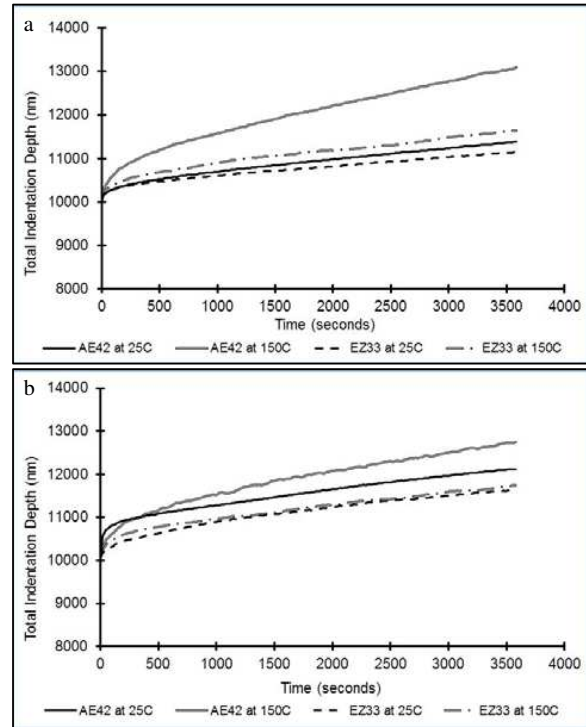 a
14000
13000
12000
11000
10000
9000
8000
Total Indentation Depth (nm)
0 500 1000 1500 2000 2500 3000 3500 4000
Time (seconds)
AE42 at 25C AE42 at 150C EZ33 at 25C EZ33 at 150C
b
14000
13000
12000
11000
10000
9000
8000
Total Indentation Depth (nm)
0 500 1000 1500 2000 2500 3000 3500 4000
Time (seconds)
AE42 at 25C AE42 at 150C EZ33 at 25C EZ33 at 150C